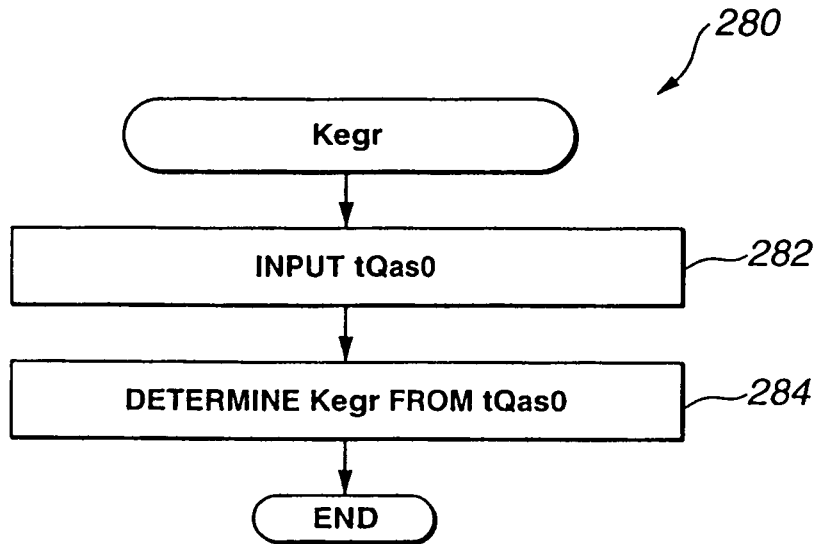 280
Kegr
INPUT tQas0
282
DETERMINE Kegr FROM tQas0
284
END